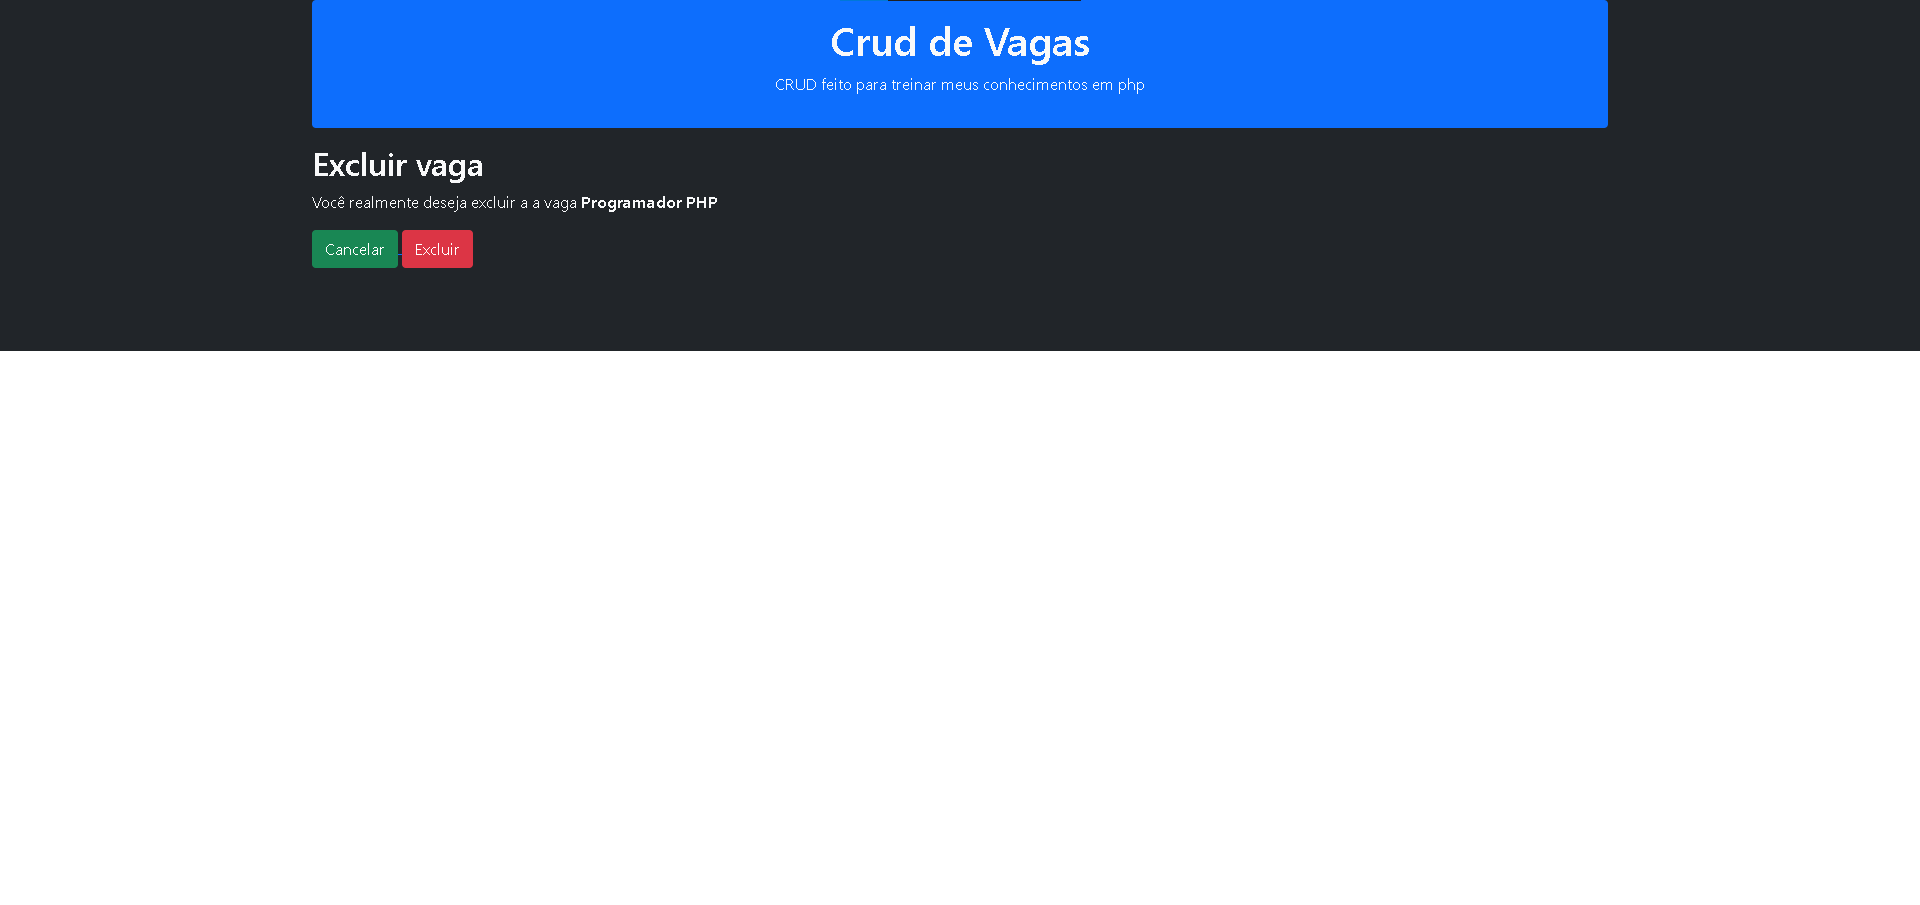 Crud de Vagas
CRUD feito para treinar meus conhecimentos em php
Excluir vaga
Você realmente deseja excluir a a vaga Programador PHP
Cancelar Excluir